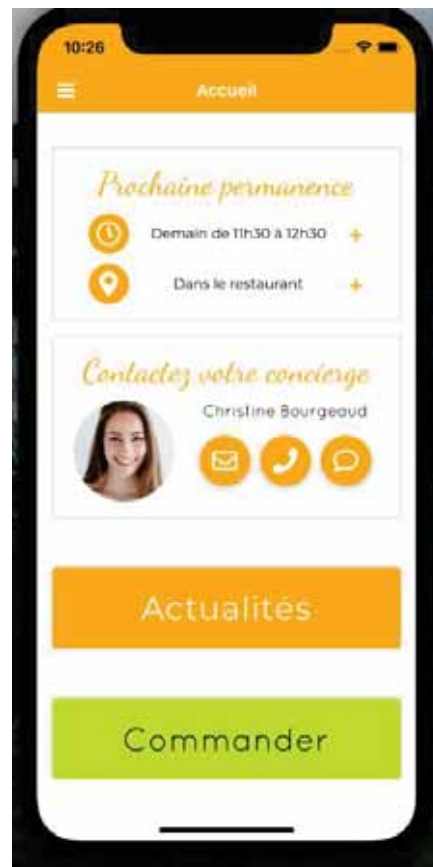 10:26
Accueil
Prochaine permanence
Demain de 11h30 à 12h30 +
Dans le restaurant +
Contactez votre concierge
Christine Bourgeaud
Actualités
Commander